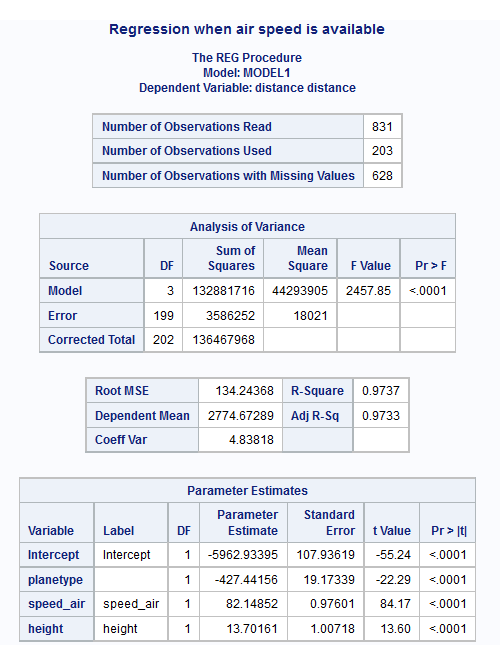 Regression when air speed is available
The REG Procedure
Model: MODEL1
Dependent Variable: distance distance
Number of Observations Read 831
Number of Observations Used 203
Number of Observations with Missing Values 628
Analysis of Variance
Source DF Sum of Squares Mean Square F Value Pr > F
Model 3 132881716 44293905 2457.85 <.0001
Error 199 3586252 18021
Corrected Total 202 136467968
Root MSE 134.24368 R-Square 0.9737
Dependent Mean 2774.67289 Adj R-Sq 0.9733
Coeff Var 4.83818
Parameter Estimates
Variable Label DF Parameter Estimate Standard Error t Value Pr > |t|
Intercept Intercept 1 -5962.93395 107.93619 -55.24 <.0001
planetype 1 -427.44156 19.17339 -22.29 <.0001
speed_air speed_air 1 82.14852 0.97601 84.17 <.0001
height height 1 13.70161 1.00718 13.60 <.0001